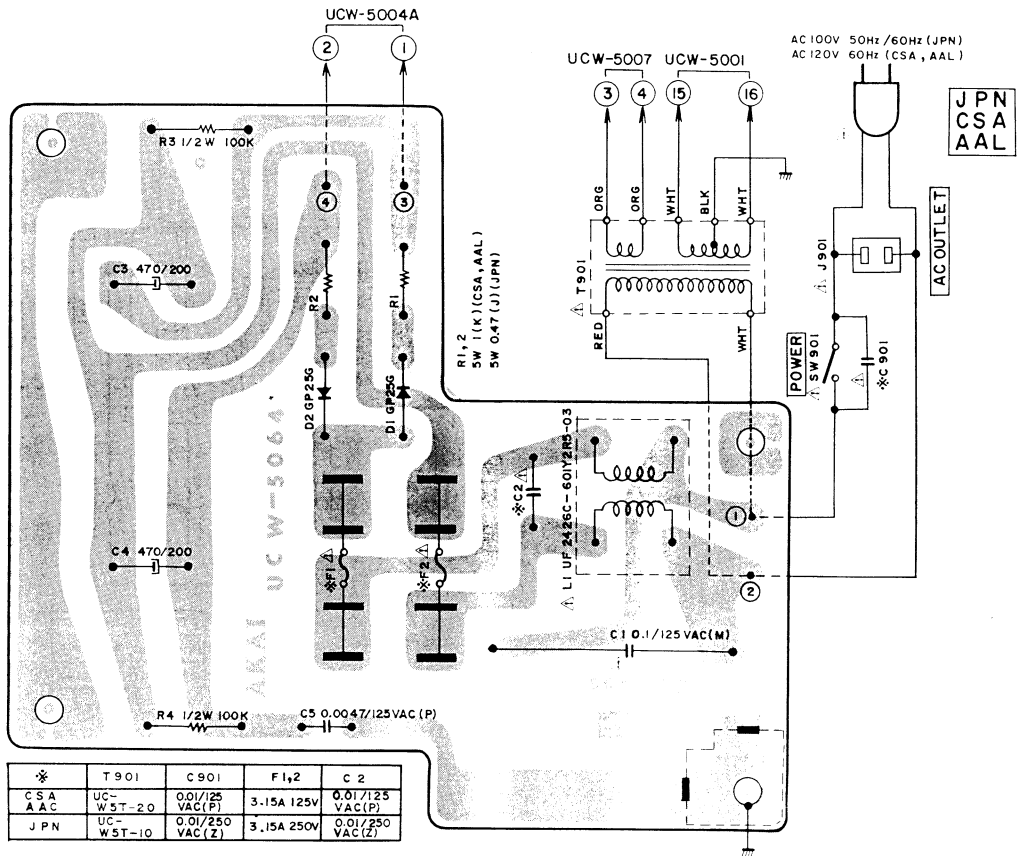 UCW-5004A
2 1
UCW-5007 UCW-5001
3 4 15 16
AC 100V 50Hz/60Hz (JPN)
AC 120V 60Hz (CSA, AAL)
JPN
CSA
AAL
R3 1/2W 100K
4 3
ORG ORG WHT BLK WHT
T901
RED WHT
J901
AC OUTLET
C3 470/200
R2 R1
R1,2
5W 1(K)(CSA,AAL)
5W 0.47(J)(JPN)
POWER
SW901
※C901
D2 GP25G D1 GP25G
AKAI UCW-5064
※C2
L1 UF 2426C-601Y2R5-03
1
C4 470/200
※F1 ※F2
2
C1 0.1/125VAC(M)
R4 1/2W 100K
C5 0.0047/125VAC(P)
※ T901 C901 F1,2 C2
CSA AAC UC-W5T-20 0.01/125 VAC(P) 3.15A 125V 0.01/125 VAC(P)
JPN UC-W5T-10 0.01/250 VAC(Z) 3.15A 250V 0.01/250 VAC(Z)